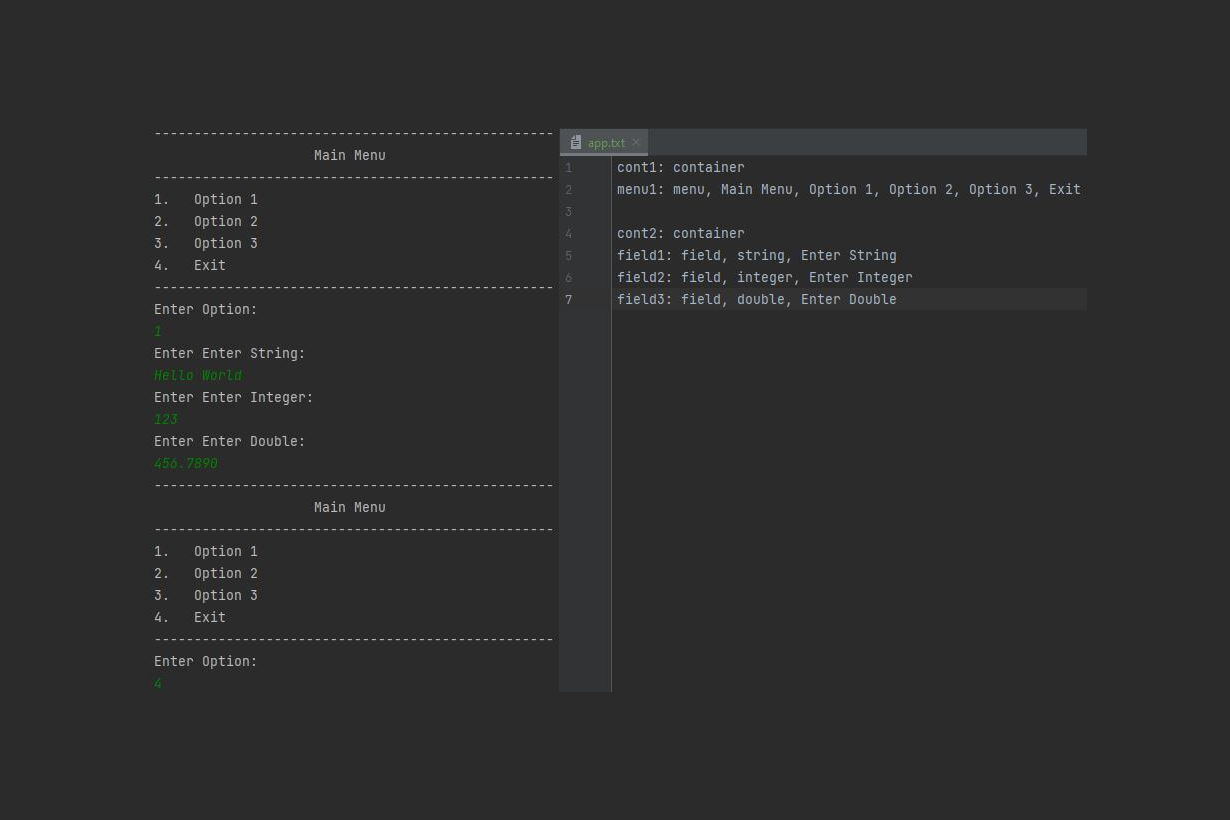 --------------------------------------------------
Main Menu
--------------------------------------------------
1. Option 1
2. Option 2
3. Option 3
4. Exit
--------------------------------------------------
Enter Option:
1
Enter Enter String:
Hello World
Enter Enter Integer:
123
Enter Enter Double:
456.7890
--------------------------------------------------
Main Menu
--------------------------------------------------
1. Option 1
2. Option 2
3. Option 3
4. Exit
--------------------------------------------------
Enter Option:
4
app.txt
1 cont1: container
2 menu1: menu, Main Menu, Option 1, Option 2, Option 3, Exit
3
4 cont2: container
5 field1: field, string, Enter String
6 field2: field, integer, Enter Integer
7 field3: field, double, Enter Double